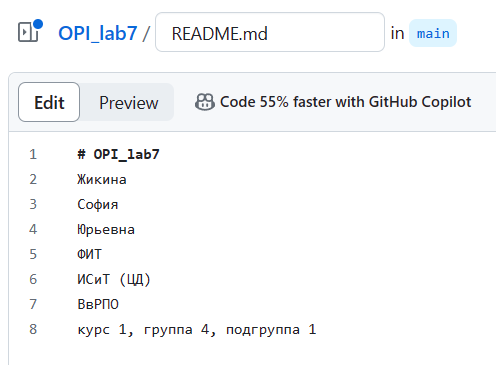 OPI_lab7 / README.md in main
Edit Preview Code 55% faster with GitHub Copilot
1 # OPI_lab7
2 Жикина
3 София
4 Юрьевна
5 ФИТ
6 ИСиТ (ЦД)
7 ВвРПО
8 курс 1, группа 4, подгруппа 1